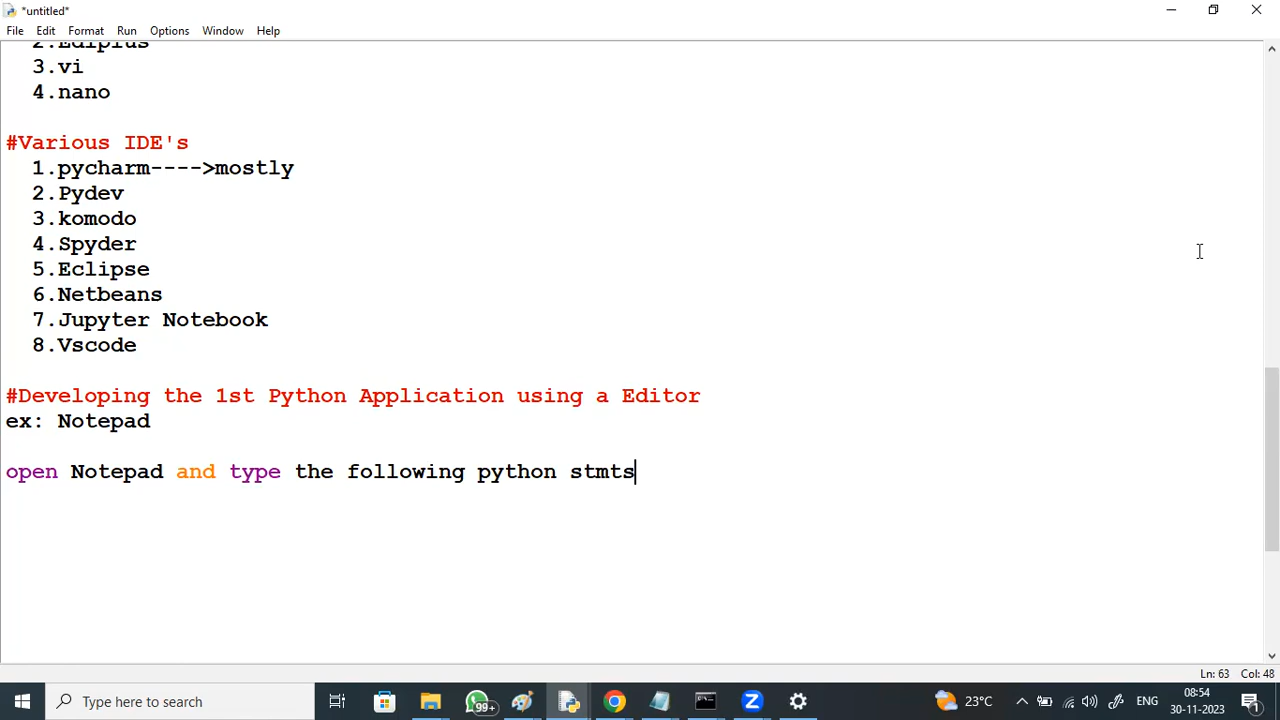 *untitled*
File Edit Format Run Options Window Help
2.Ediplus
3.vi
4.nano
#Various IDE's
1.pycharm---->mostly
2.Pydev
3.komodo
4.Spyder
5.Eclipse
6.Netbeans
7.Jupyter Notebook
8.Vscode
#Developing the 1st Python Application using a Editor
ex: Notepad
open Notepad and type the following python stmts
Ln: 63 Col: 48
Type here to search
99+
23°C
ENG
08:54
30-11-2023
1